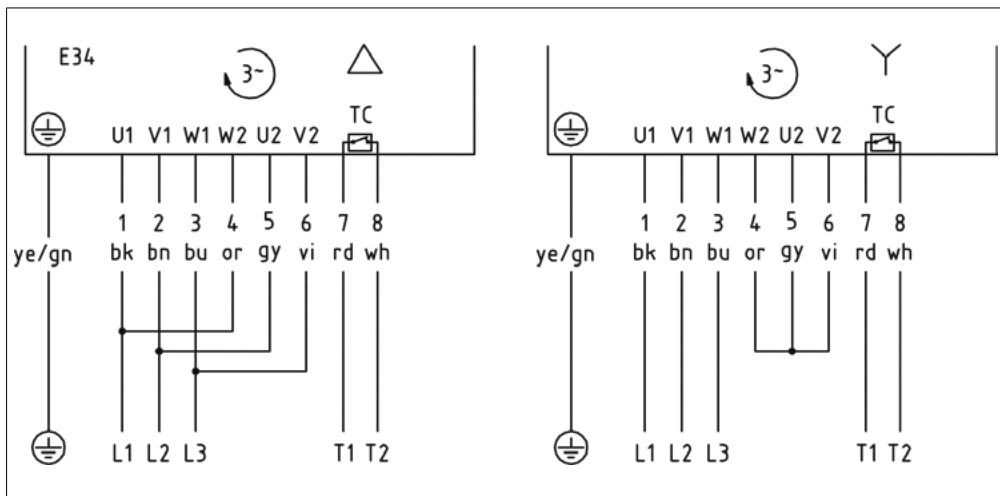 E34
3~
TC
U1 V1 W1 W2 U2 V2
1 2 3 4 5 6 7 8
ye/gn bk bn bu or gy vi rd wh
L1 L2 L3 T1 T2
3~
TC
U1 V1 W1 W2 U2 V2
1 2 3 4 5 6 7 8
ye/gn bk bn bu or gy vi rd wh
L1 L2 L3 T1 T2